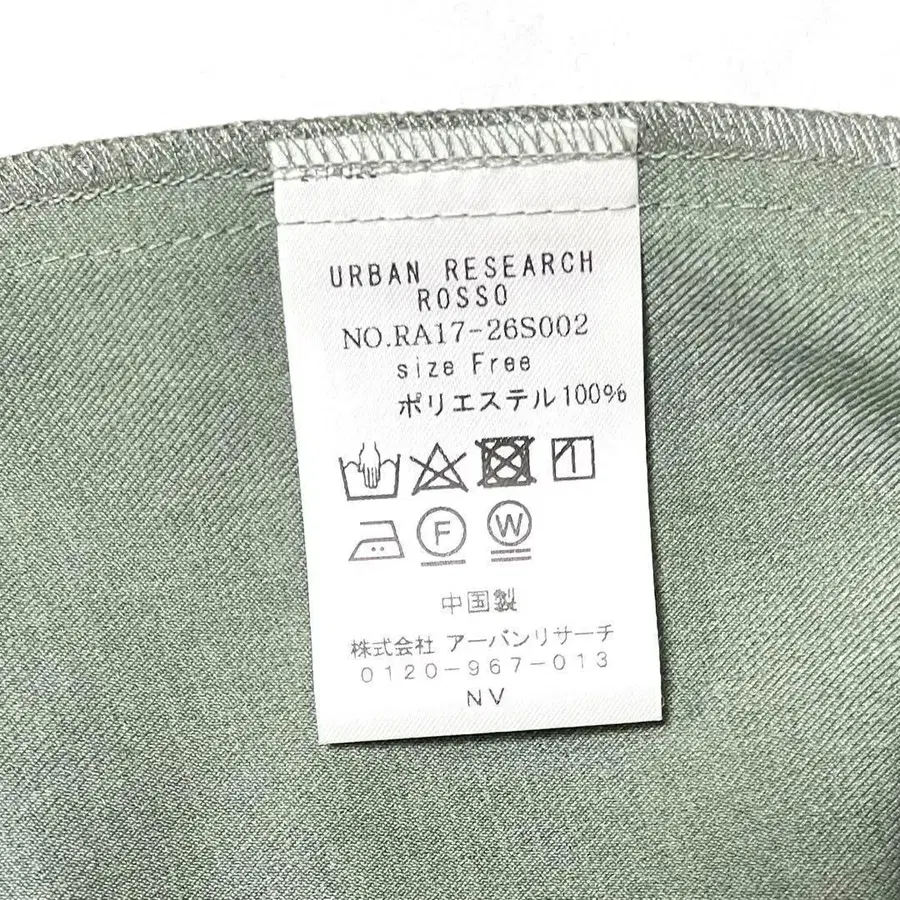 URBAN RESEARCH
ROSSO
NO.RA17-26S002
size Free
ポリエステル100%
F
W
中国製
株式会社 アーバンリサーチ
0120-967-013
NV